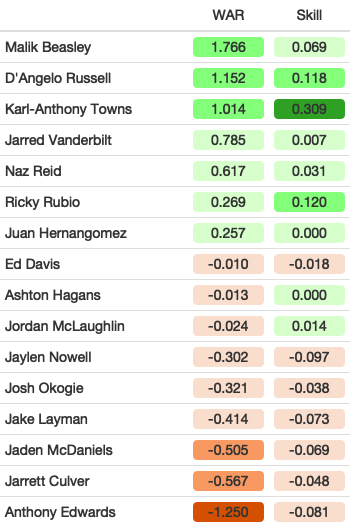 WAR Skill
Malik Beasley 1.766 0.069
D'Angelo Russell 1.152 0.118
Karl-Anthony Towns 1.014 0.309
Jarred Vanderbilt 0.785 0.007
Naz Reid 0.617 0.031
Ricky Rubio 0.269 0.120
Juan Hernangomez 0.257 0.000
Ed Davis -0.010 -0.018
Ashton Hagans -0.013 0.000
Jordan McLaughlin -0.024 0.014
Jaylen Nowell -0.302 -0.097
Josh Okogie -0.321 -0.038
Jake Layman -0.414 -0.073
Jaden McDaniels -0.505 -0.069
Jarrett Culver -0.567 -0.048
Anthony Edwards -1.250 -0.081